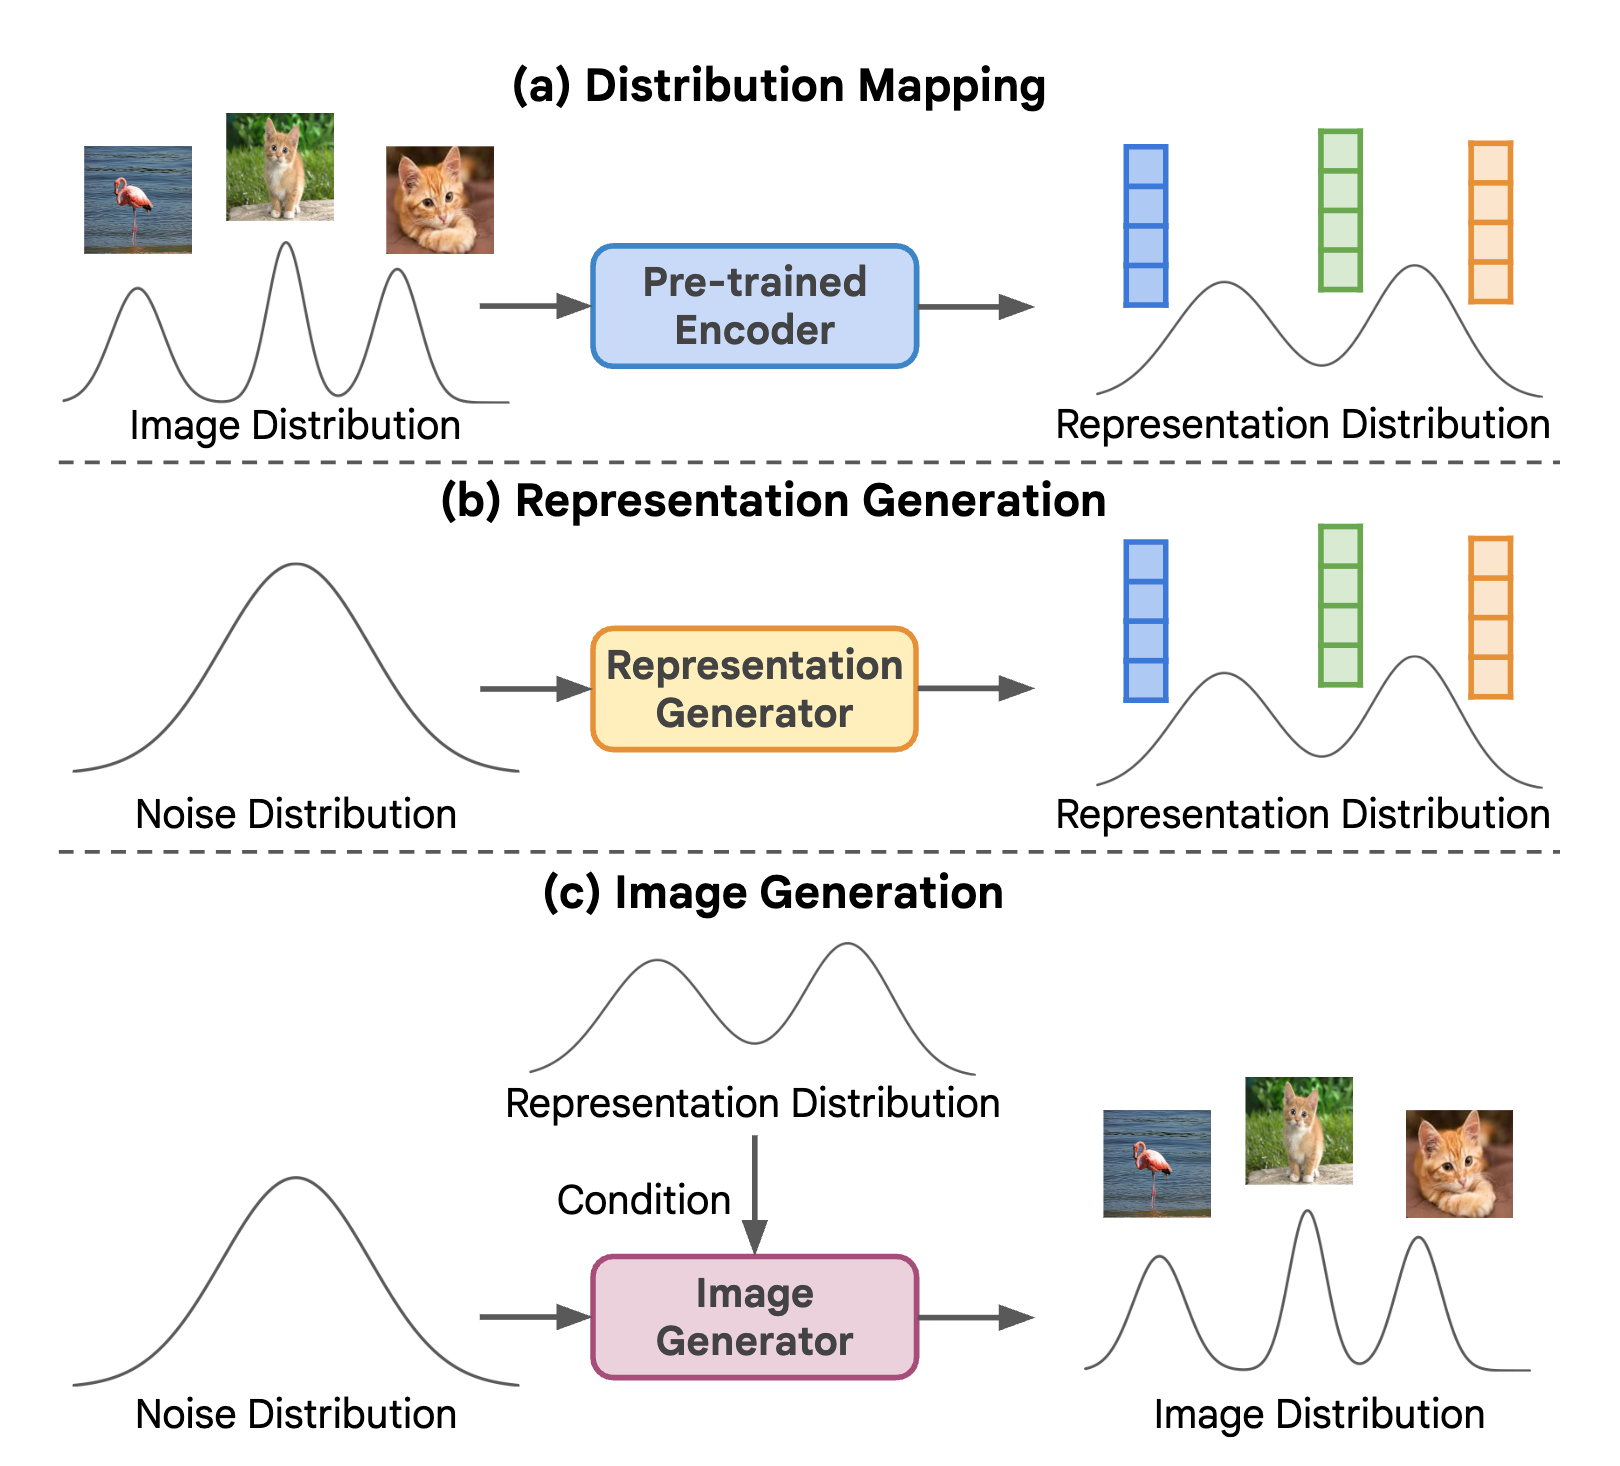 (a) Distribution Mapping
Pre-trained
Encoder
Image Distribution
Representation Distribution
(b) Representation Generation
Representation
Generator
Noise Distribution
Representation Distribution
(c) Image Generation
Representation Distribution
Condition
Image
Generator
Noise Distribution
Image Distribution